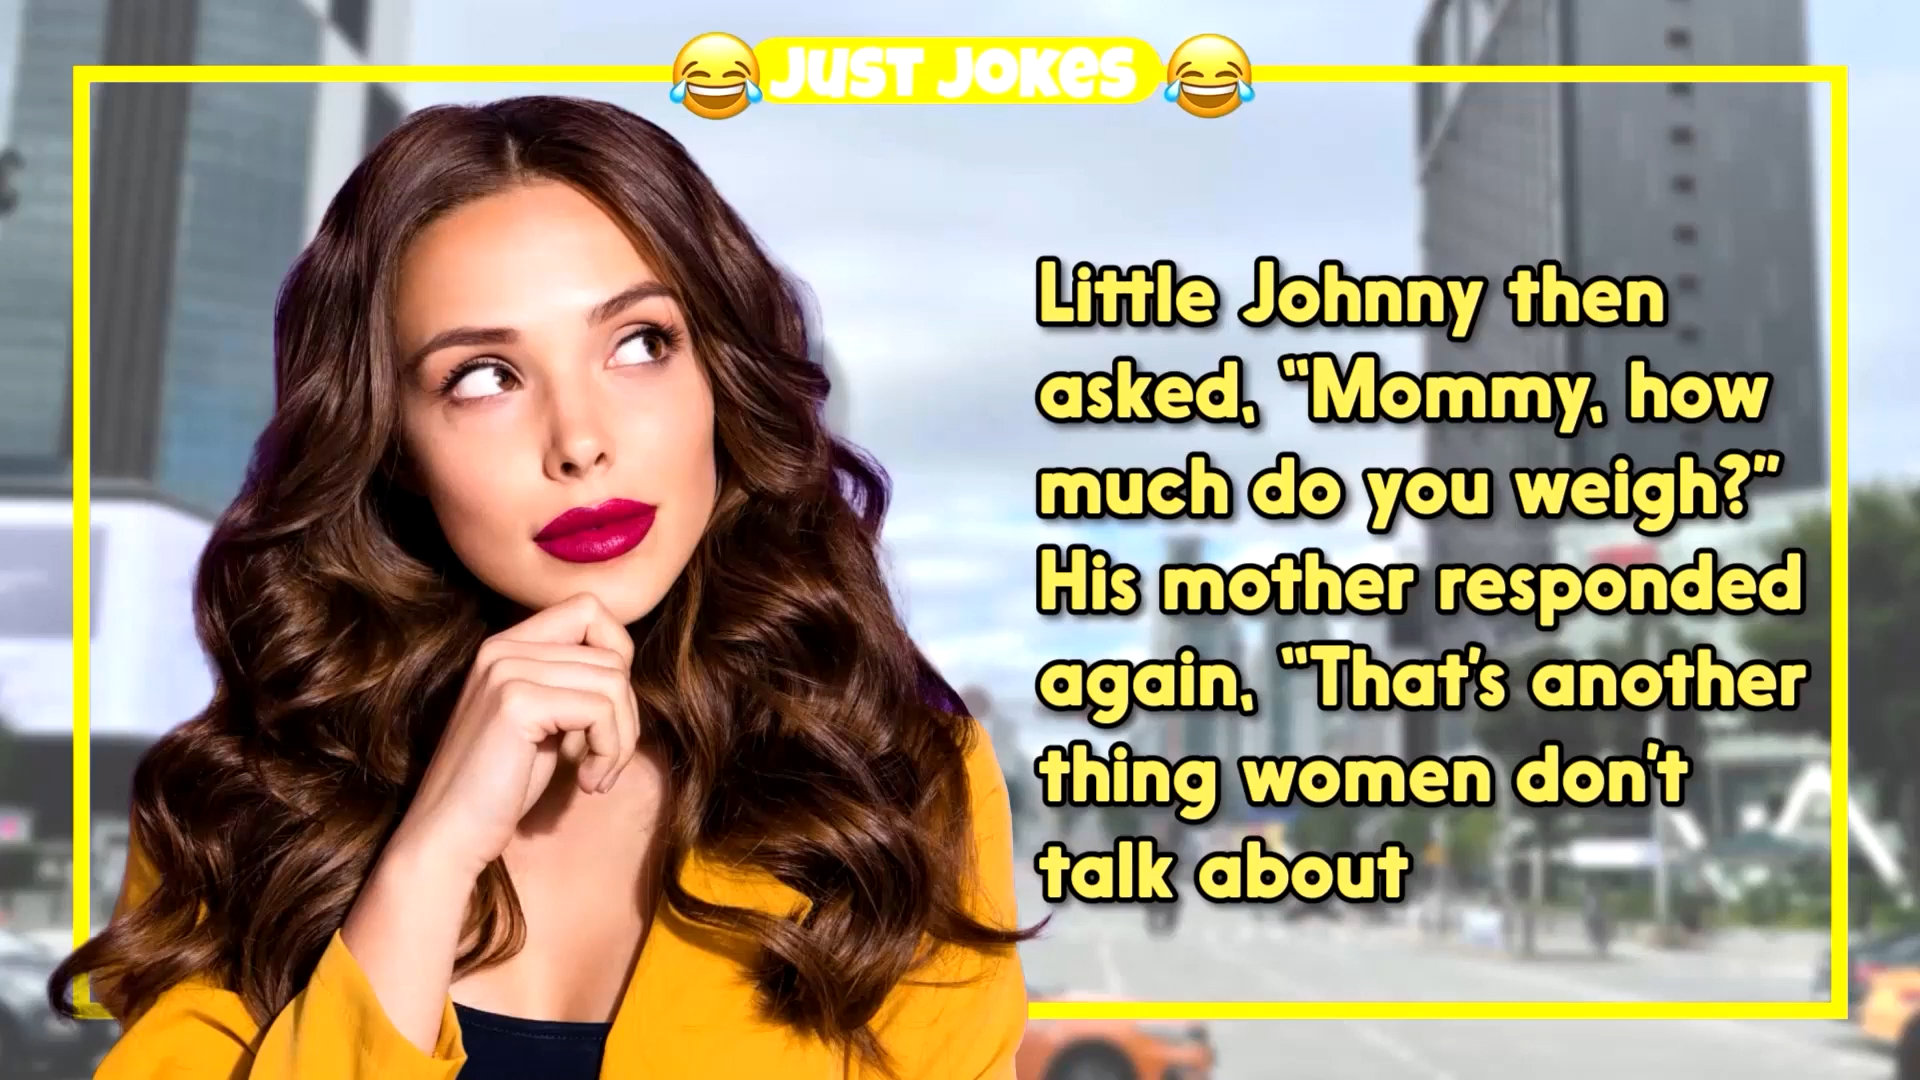 JUST JOKES
Little Johnny then
asked, "Mommy, how
much do you weigh?"
His mother responded
again, "That's another
thing women don't
talk about